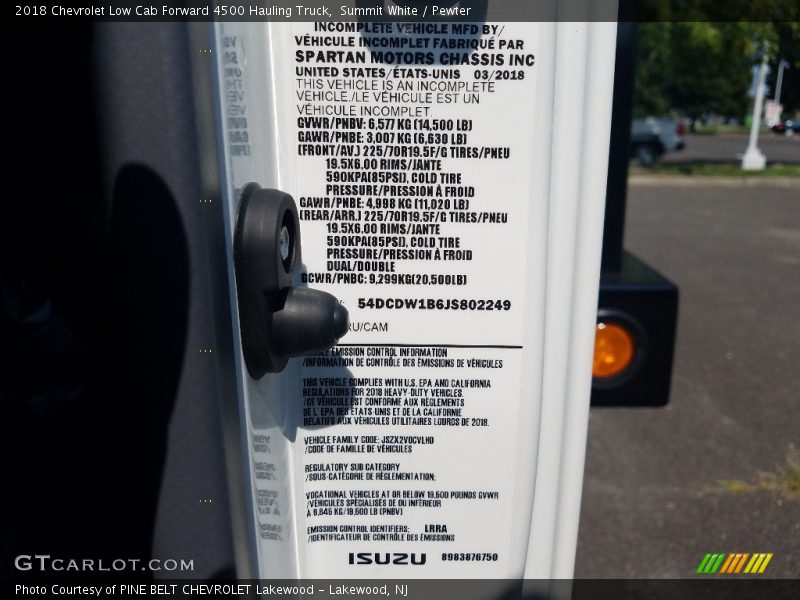 2018 Chevrolet Low Cab Forward 4500 Hauling Truck,  Summit White / Pewter
INCOMPLETE VEHICLE MFD BY/
VÉHICULE INCOMPLET FABRIQUÉ PAR
SPARTAN MOTORS CHASSIS INC
UNITED STATES/ÉTATS-UNIS 03/2018
THIS VEHICLE IS AN INCOMPLETE
VEHICLE./LE VÉHICULE EST UN
VÉHICULE INCOMPLET.
GVWR/PNBV: 6,577 KG (14,500 LB)
GAWR/PNBE: 3,007 KG (6,630 LB)
(FRONT/AV.) 225/70R19.5F/G TIRES/PNEU
19.5X6.00 RIMS/JANTE
590KPA(85PSI), COLD TIRE
PRESSURE/PRESSION À FROID
GAWR/PNBE: 4,998 KG (11,020 LB)
(REAR/ARR.) 225/70R19.5F/G TIRES/PNEU
19.5X6.00 RIMS/JANTE
590KPA(85PSI), COLD TIRE
PRESSURE/PRESSION À FROID
DUAL/DOUBLE
GCWR/PNBC: 9,299KG(20,500LB)
54DCDW1B6JS802249
RU/CAM
VEHICLE EMISSION CONTROL INFORMATION
/INFORMATION DE CONTRÔLE DES ÉMISSIONS DE VÉHICULES
THIS VEHICLE COMPLIES WITH U.S. EPA AND CALIFORNIA
REGULATIONS FOR 2018 HEAVY-DUTY VEHICLES.
/CE VÉHICULE EST CONFORME AUX RÈGLEMENTS
DE L' EPA DES ÉTATS UNIS ET DE LA CALIFORNIE
RELATIFS AUX VÉHICULES UTILITAIRES LOURDS DE 2018.
VEHICLE FAMILY CODE: JSZX2VOCVLHD
/CODE DE FAMILLE DE VÉHICULES
REGULATORY SUB CATEGORY
/SOUS-CATÉGORIE DE RÉGLEMENTATION:
VOCATIONAL VEHICLES AT OR BELOW 19,500 POUNDS GVWR
/VÉHICULES SPÉCIALISÉS DE OU INFÉRIEUR
À 8,845 KG/19,500 LB (PNBV)
EMISSION CONTROL IDENTIFIERS: LRRA
/IDENTIFICATEUR DE CONTRÔLE DES ÉMISSIONS
ISUZU 8983876750
GTCARLOT.COM
Photo Courtesy of PINE BELT CHEVROLET Lakewood - Lakewood, NJ